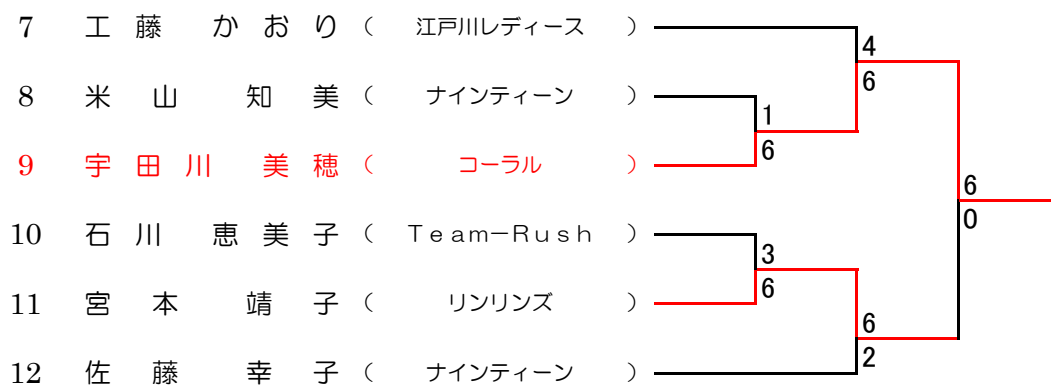 7 工藤 かおり ( 江戸川レディース )
4
6
8 米山 知美 ( ナインティーン )
1
6
9 宇田川 美穂 ( コーラル )
6
0
10 石川 恵美子 ( Team-Rush )
3
6
11 宮本 靖子 ( リンリンズ )
6
2
12 佐藤 幸子 ( ナインティーン )